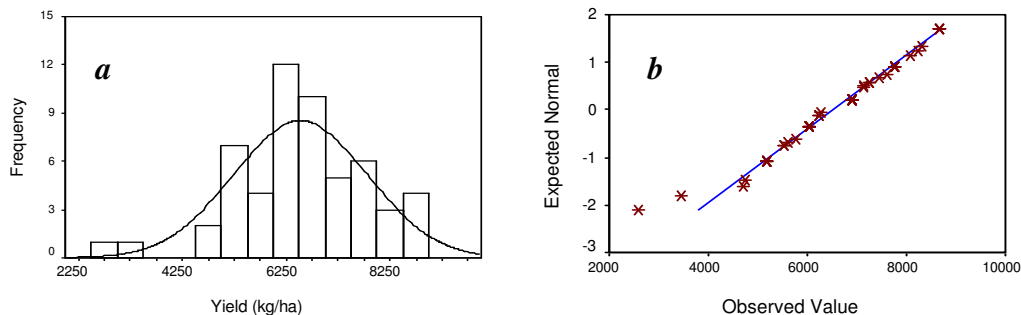 15
12
9
6
3
0
Frequency
a
2250 4250 6250 8250
Yield (kg/ha)
2
1
0
-1
-2
-3
Expected Normal
b
2000 4000 6000 8000 10000
Observed Value